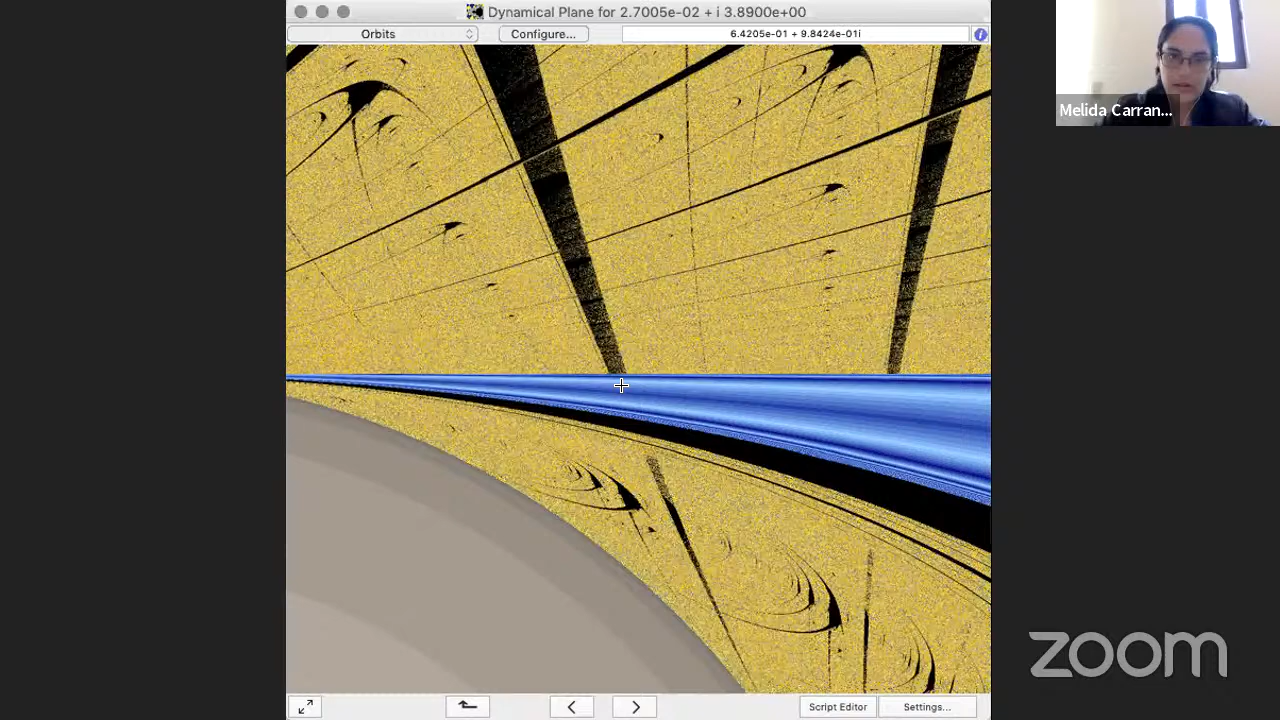 Dynamical Plane for 2.7005e-02 + i 3.8900e+00
Orbits
Configure...
6.4205e-01 + 9.8424e-01i
i
Melida Carran...
zoom
Script Editor
Settings...